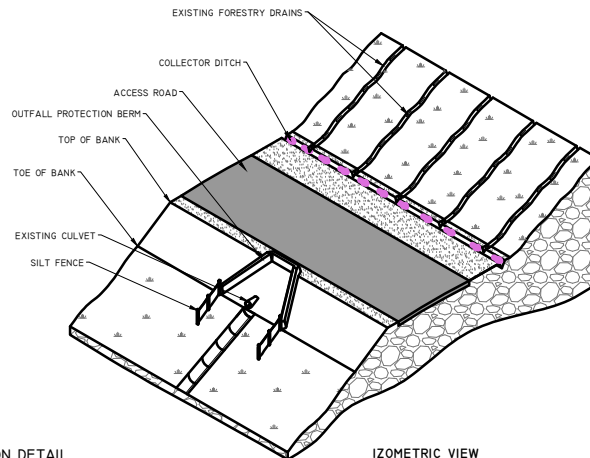 EXISTING FORESTRY DRAINS
COLLECTOR DITCH
ACCESS ROAD
OUTFALL PROTECTION BERM
TOP OF BANK
TOE OF BANK
EXISTING CULVET
SILT FENCE
ON DETAIL
IZOMETRIC VIEW